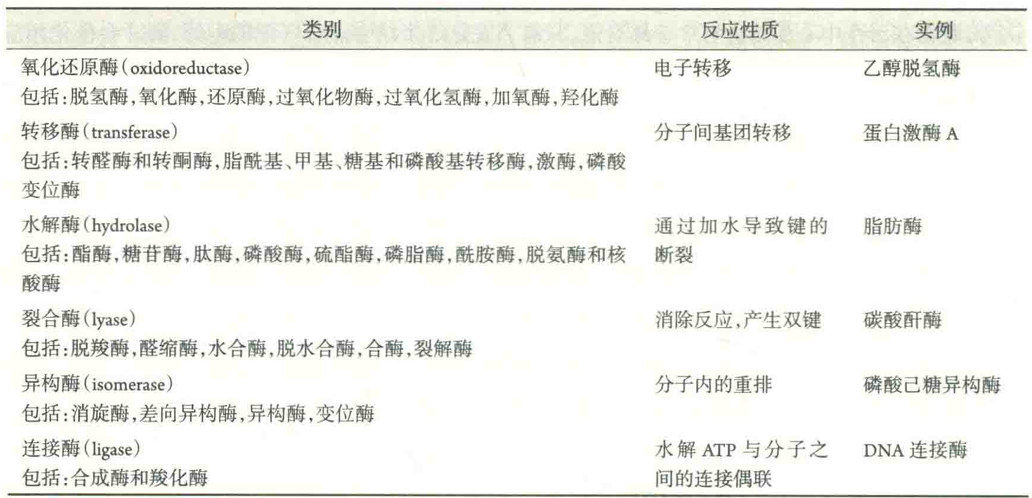 类别 反应性质 实例
氧化还原酶(oxidoreductase) 电子转移 乙醇脱氢酶
包括:脱氢酶,氧化酶,还原酶,过氧化物酶,过氧化氢酶,加氧酶,羟化酶
转移酶(transferase) 分子间基团转移 蛋白激酶 A
包括:转醛酶和转酮酶,脂酰基、甲基、糖基和磷酸基转移酶,激酶,磷酸
变位酶
水解酶(hydrolase) 通过加水导致键的 脂肪酶
包括:酯酶,糖苷酶,肽酶,磷酸酶,硫酯酶,磷脂酶,酰胺酶,脱氨酶和核 断裂
酸酶
裂合酶(lyase) 消除反应,产生双键 碳酸酐酶
包括:脱羧酶,醛缩酶,水合酶,脱水合酶,合酶,裂解酶
异构酶(isomerase) 分子内的重排 磷酸己糖异构酶
包括:消旋酶,差向异构酶,异构酶,变位酶
连接酶(ligase) 水解 ATP 与分子之 DNA 连接酶
包括:合成酶和羧化酶 间的连接偶联